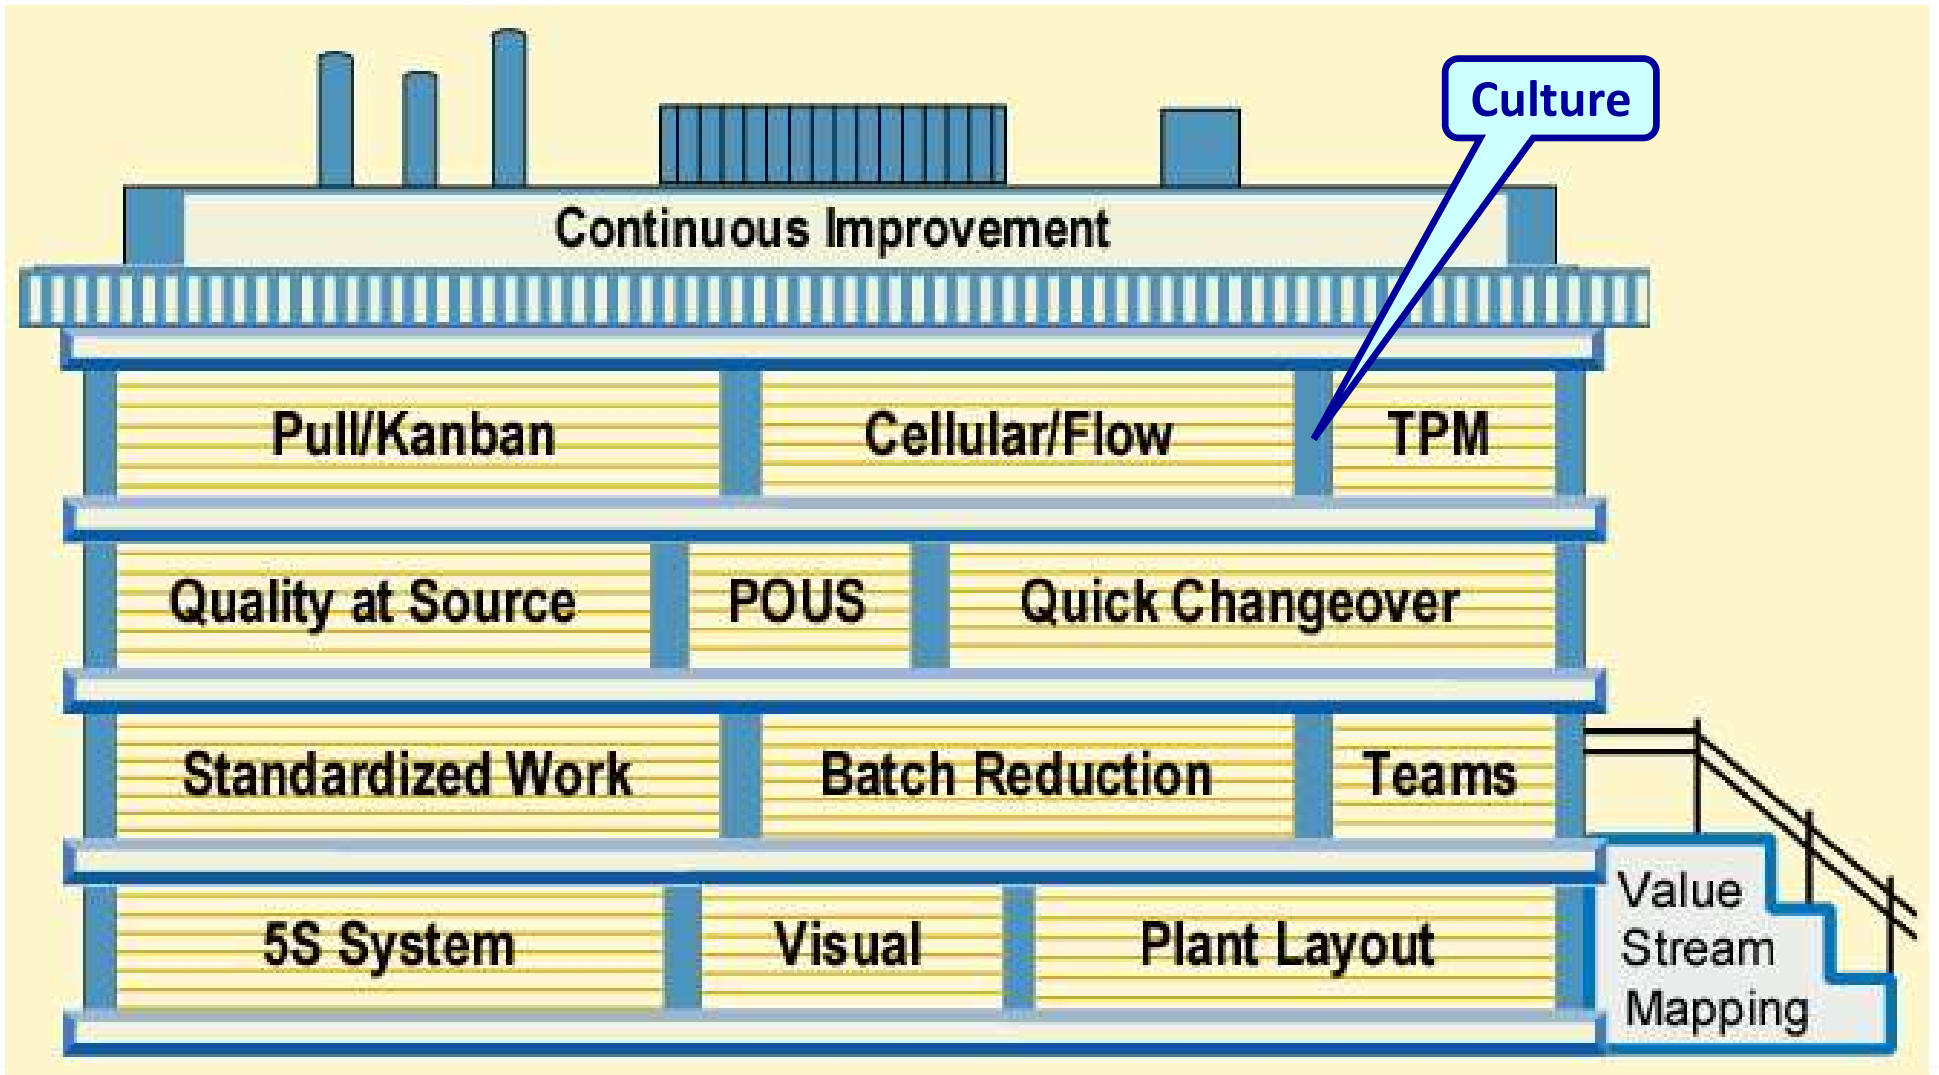 Culture
Continuous Improvement
Pull/Kanban
Cellular/Flow
TPM
Quality at Source
POUS
Quick Changeover
Standardized Work
Batch Reduction
Teams
5S System
Visual
Plant Layout
Value
Stream
Mapping